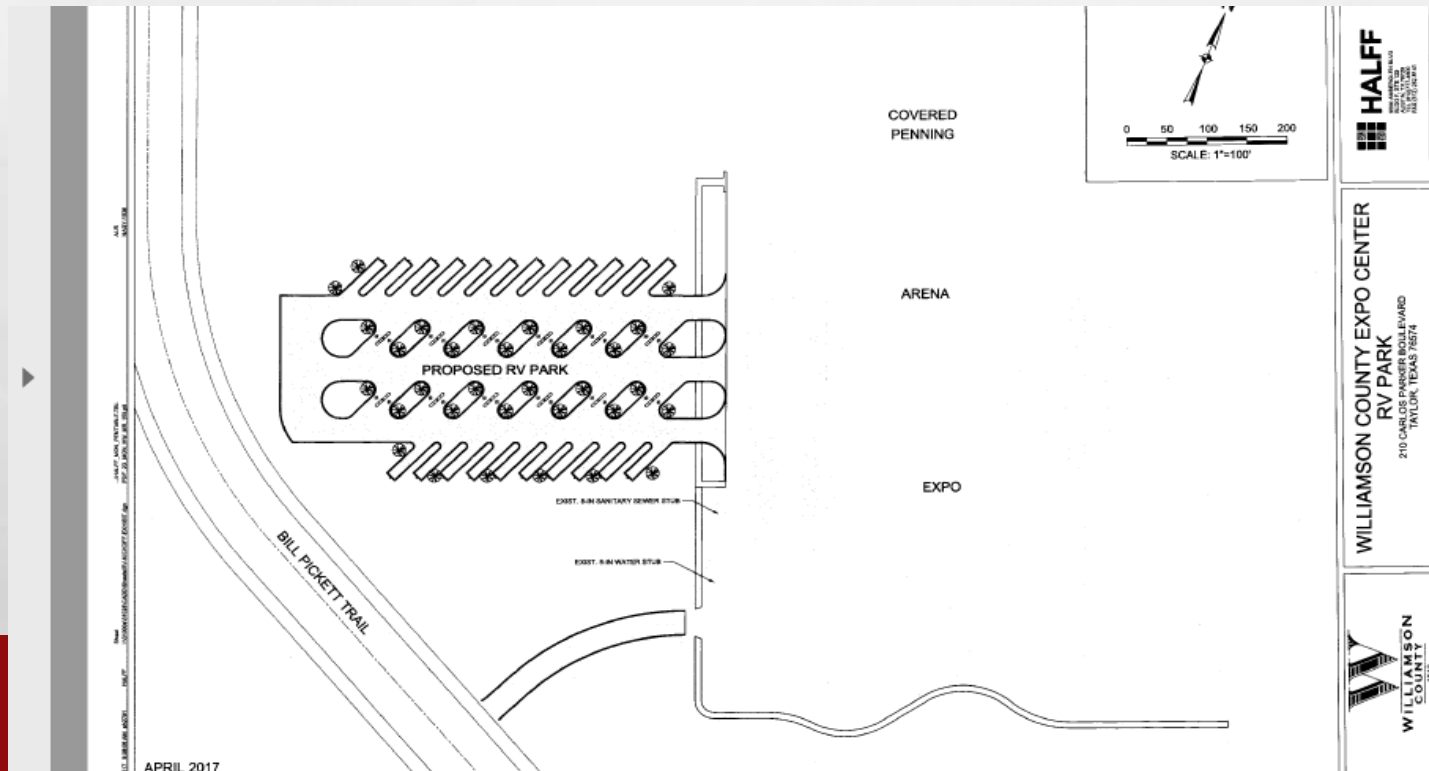 COVERED
PENNING
0 50 100 150 200
SCALE: 1"=100'
ARENA
PROPOSED RV PARK
EXPO
EXIST. 8-IN SANITARY SEWER STUB
EXIST. 8-IN WATER STUB
BILL PICKETT TRAIL
APRIL 2017
HALFF
WILLIAMSON COUNTY EXPO CENTER
RV PARK
210 CARLOS PARKER BOULEVARD
TAYLOR, TEXAS 76574
WILLIAMSON
COUNTY